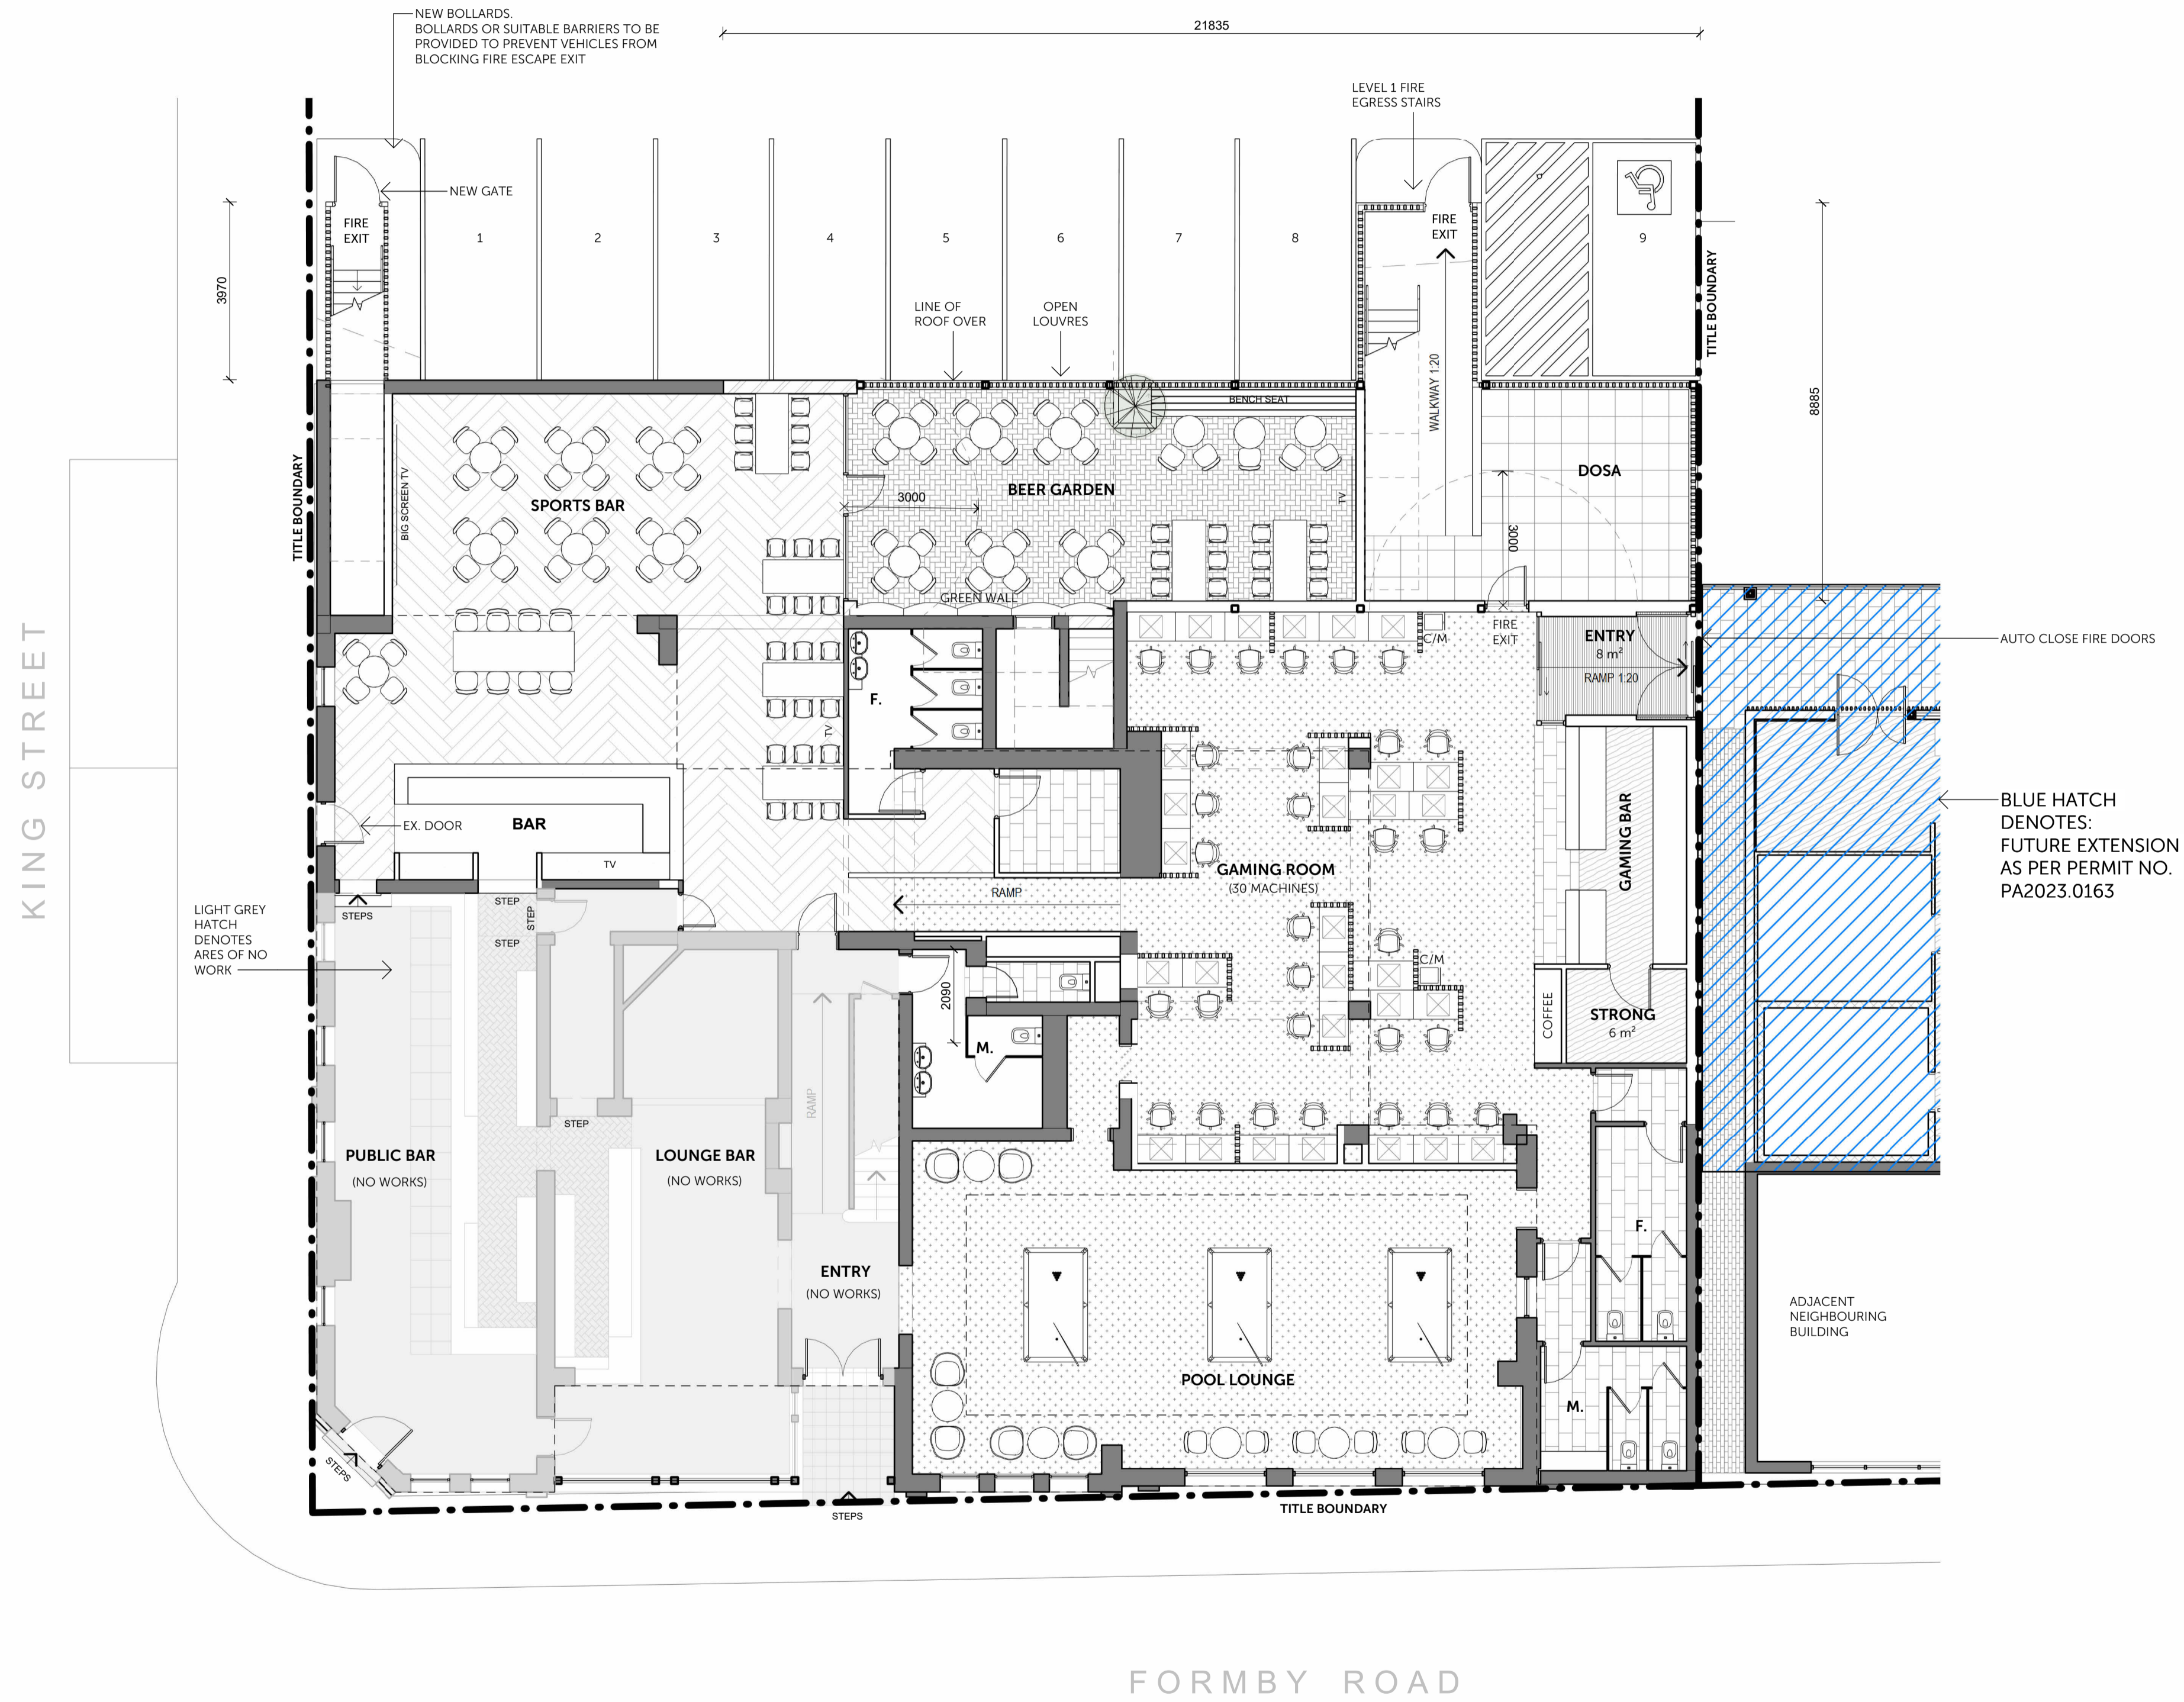 NEW BOLLARDS.
BOLLARDS OR SUITABLE BARRIERS TO BE
PROVIDED TO PREVENT VEHICLES FROM
BLOCKING FIRE ESCAPE EXIT
21835
LEVEL 1 FIRE
EGRESS STAIRS
NEW GATE
FIRE
EXIT
1
2
3
4
5
6
7
8
FIRE
EXIT
9
3970
TITLE BOUNDARY
LINE OF
ROOF OVER
OPEN
LOUVRES
WALKWAY 1:20
8885
BENCH SEAT
TITLE BOUNDARY
BIG SCREEN TV
SPORTS BAR
3000
BEER GARDEN
TV
DOSA
3000
GREEN WALL
C/M
FIRE
EXIT
ENTRY
8 m²
RAMP 1:20
AUTO CLOSE FIRE DOORS
KING STREET
F.
TV
BLUE HATCH
DENOTES:
FUTURE EXTENSION
AS PER PERMIT NO.
PA2023.0163
EX. DOOR
BAR
TV
GAMING BAR
GAMING ROOM
(30 MACHINES)
RAMP
LIGHT GREY
HATCH
DENOTES
ARES OF NO
WORK
STEPS
STEP
STEP
STEP
C/M
2090
COFFEE
STRONG
6 m²
M.
RAMP
STEP
PUBLIC BAR
(NO WORKS)
LOUNGE BAR
(NO WORKS)
F.
ENTRY
(NO WORKS)
ADJACENT
NEIGHBOURING
BUILDING
POOL LOUNGE
M.
STEPS
STEPS
TITLE BOUNDARY
FORMBY ROAD